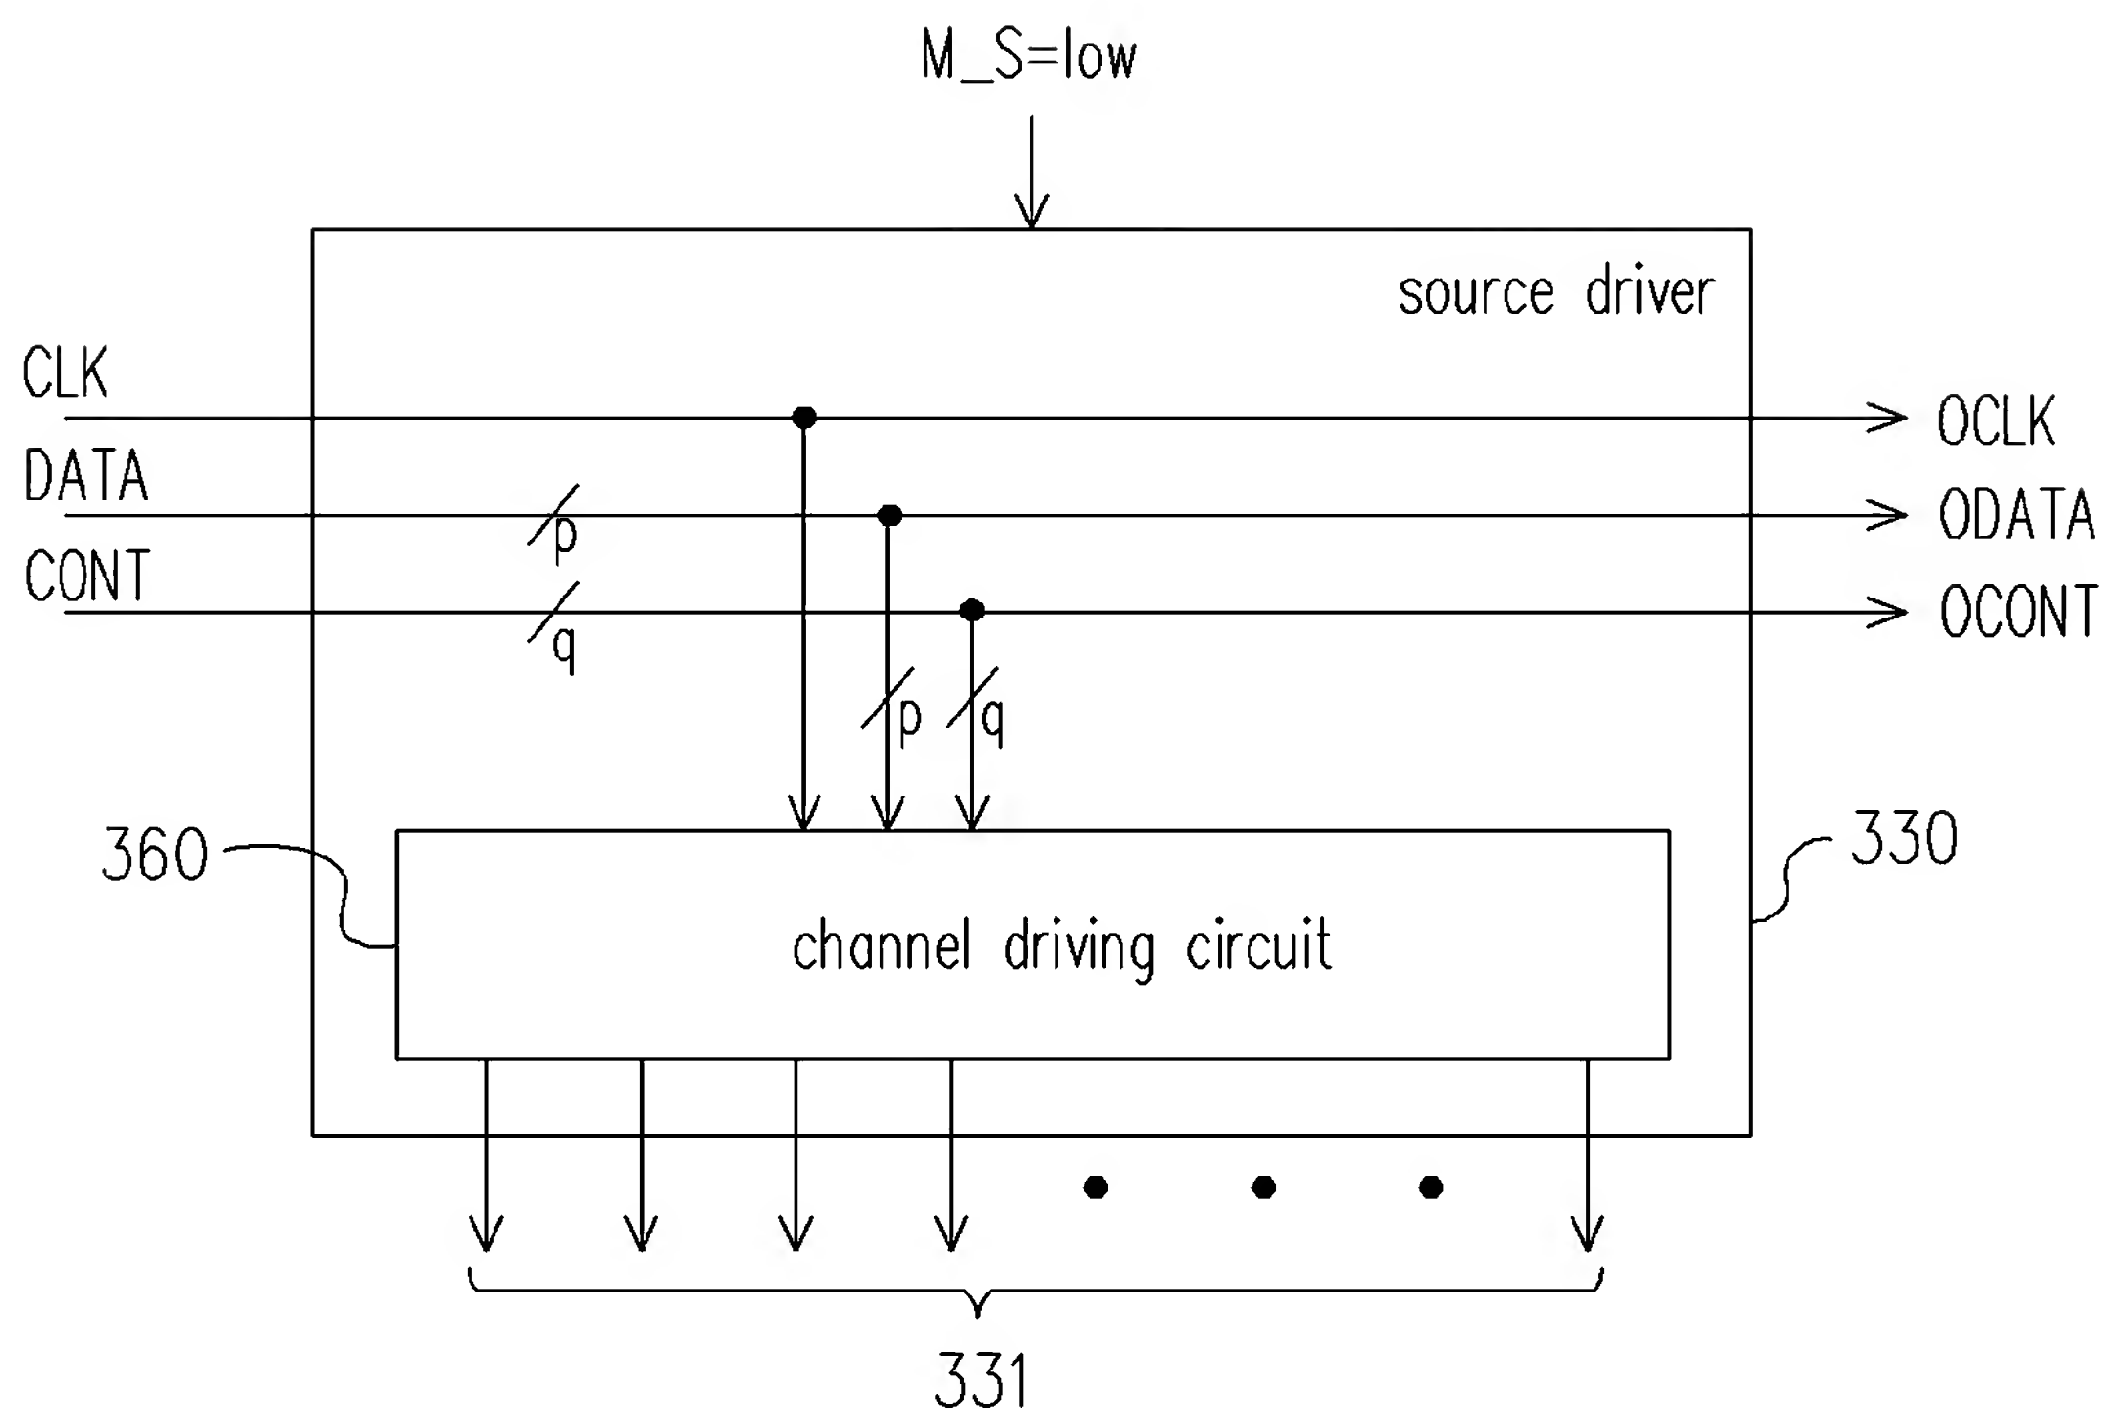 M_S=low
source driver
CLK
OCLK
DATA
ODATA
p
CONT
OCONT
q
p
q
360
330
channel driving circuit
331